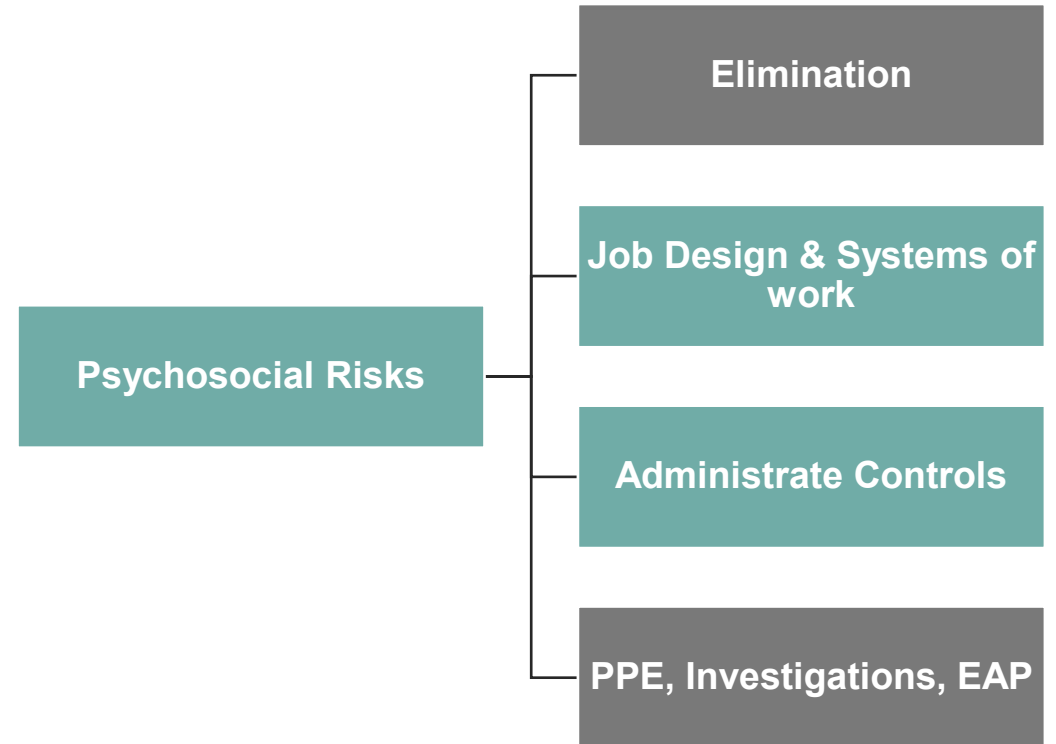 Elimination
Job Design & Systems of
work
Psychosocial Risks
Administrate Controls
PPE, Investigations, EAP